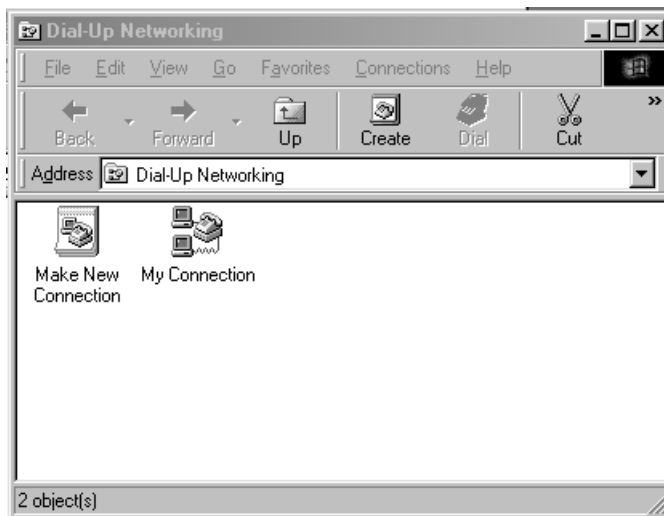 Dial-Up Networking
File Edit View Go Favorites Connections Help
Back Forward Up Create Dial Cut »
Address Dial-Up Networking
Make New Connection
My Connection
2 object(s)